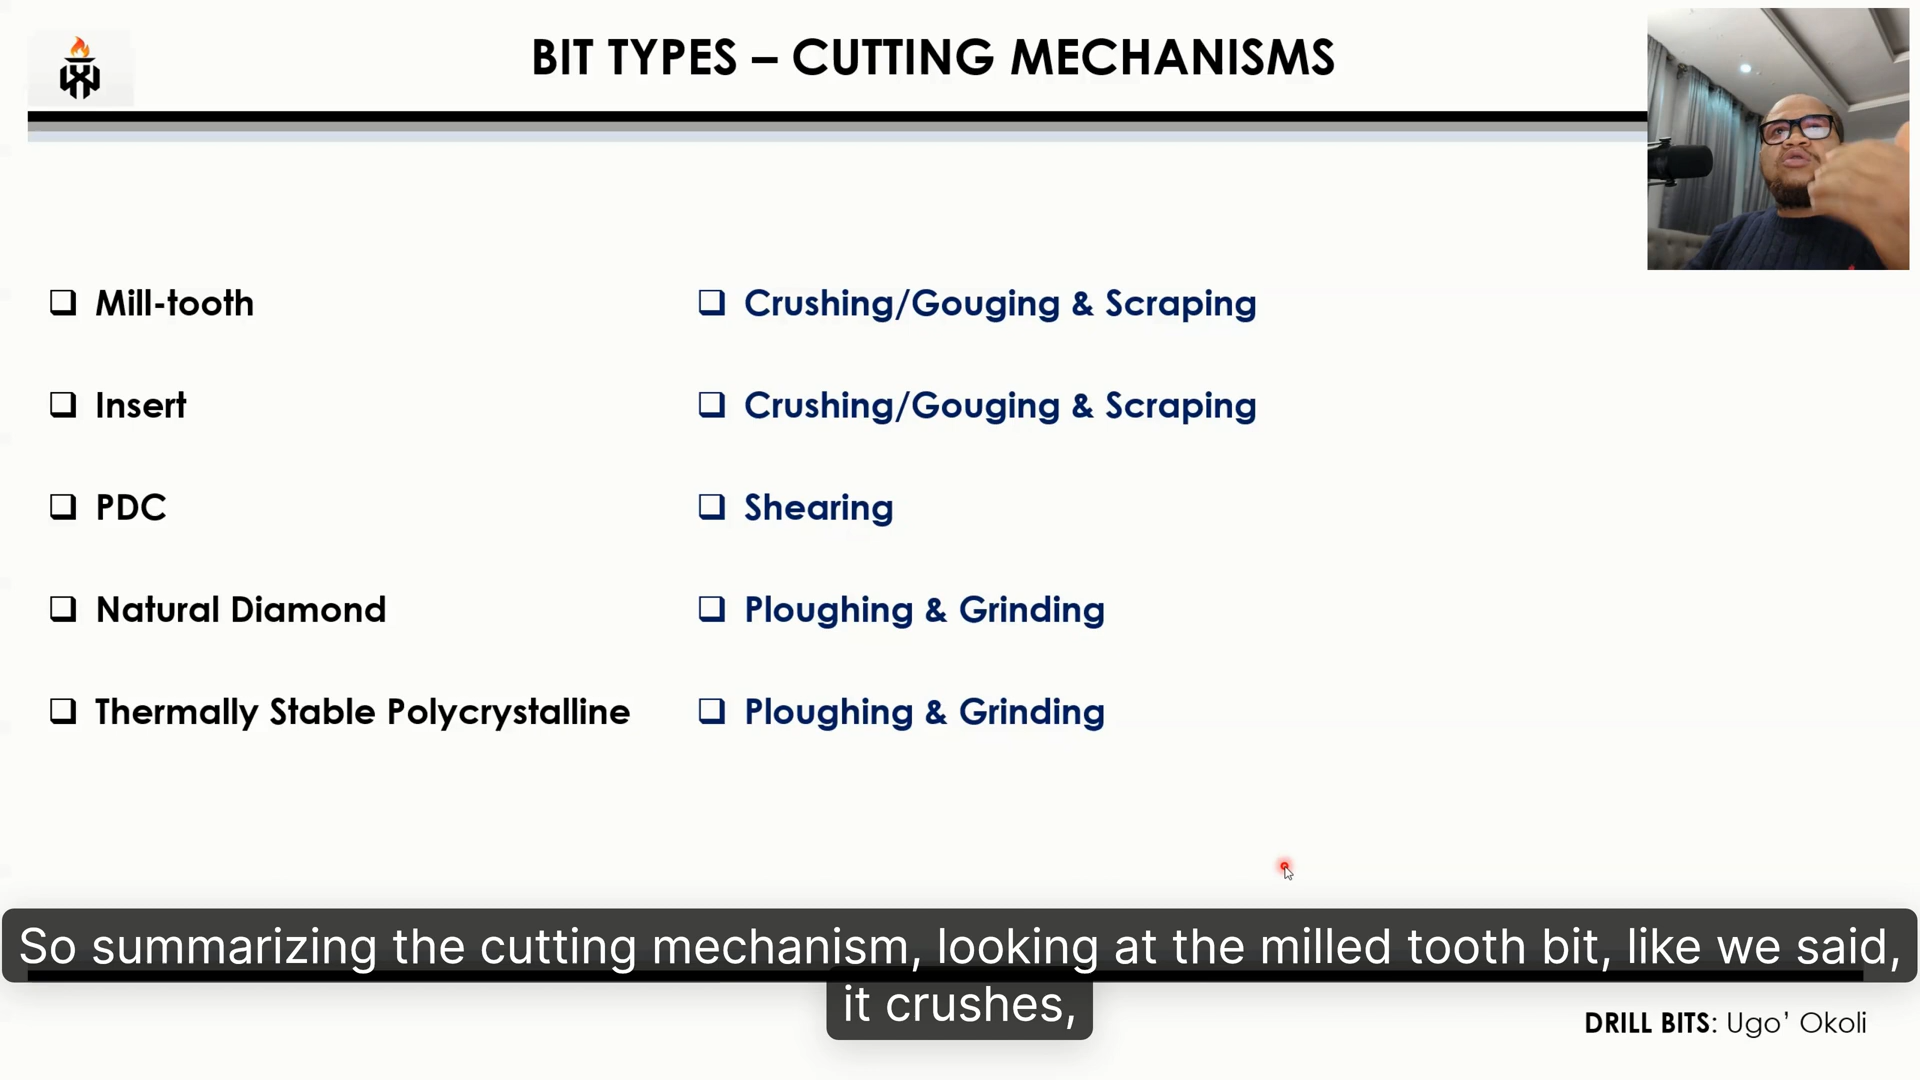 BIT TYPES – CUTTING MECHANISMS
Mill-tooth
Crushing/Gouging & Scraping
Insert
Crushing/Gouging & Scraping
PDC
Shearing
Natural Diamond
Ploughing & Grinding
Thermally Stable Polycrystalline
Ploughing & Grinding
So summarizing the cutting mechanism, looking at the milled tooth bit, like we said,
it crushes,
DRILL BITS: Ugo’ Okoli